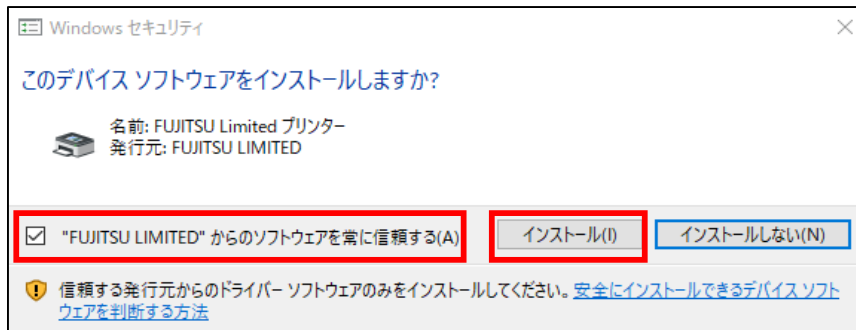 Windows セキュリティ
このデバイス ソフトウェアをインストールしますか?
名前: FUJITSU Limited プリンター
発行元: FUJITSU LIMITED
"FUJITSU LIMITED" からのソフトウェアを常に信頼する(A)
インストール(I)
インストールしない(N)
信頼する発行元からのドライバー ソフトウェアのみをインストールしてください。安全にインストールできるデバイス ソフト
ウェアを判断する方法